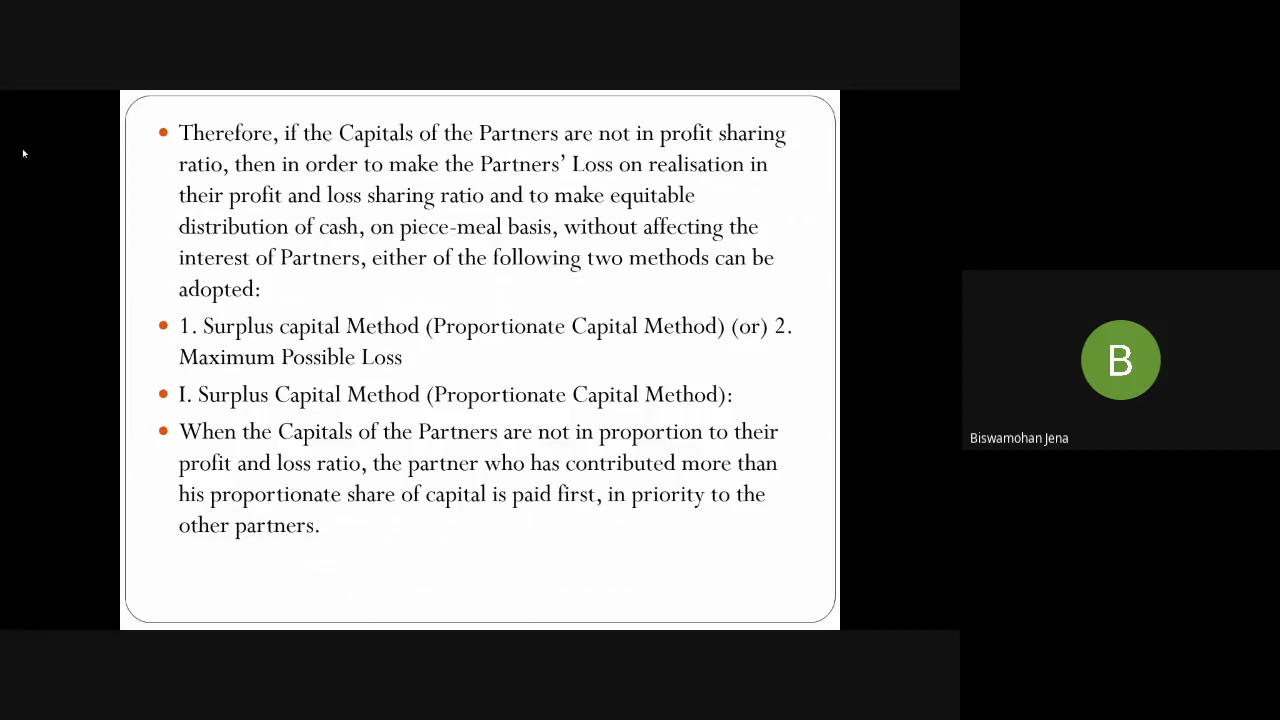 Therefore, if the Capitals of the Partners are not in profit sharing
ratio, then in order to make the Partners’ Loss on realisation in
their profit and loss sharing ratio and to make equitable
distribution of cash, on piece-meal basis, without affecting the
interest of Partners, either of the following two methods can be
adopted:
1. Surplus capital Method (Proportionate Capital Method) (or) 2.
Maximum Possible Loss
I. Surplus Capital Method (Proportionate Capital Method):
When the Capitals of the Partners are not in proportion to their
profit and loss ratio, the partner who has contributed more than
his proportionate share of capital is paid first, in priority to the
other partners.
B
Biswamohan Jena